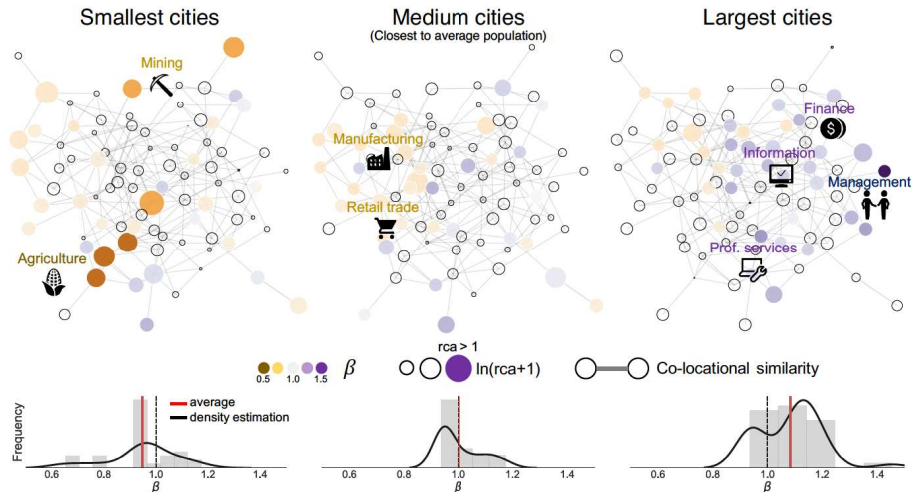 Smallest cities
Medium cities
(Closest to average population)
Largest cities
Mining
Agriculture
Manufacturing
Retail trade
Finance
Information
Management
Prof. services
$
0.5 1.0 1.5
β
rca > 1
ln(rca+1)
Co-locational similarity
Frequency
average
density estimation
0.6 0.8 1.0 1.2 1.4
β
0.6 0.8 1.0 1.2 1.4
β
0.6 0.8 1.0 1.2 1.4
β